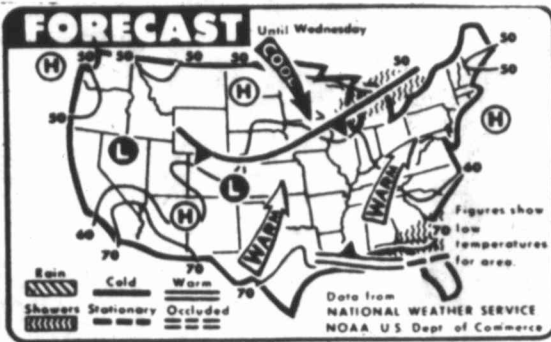 FORECAST
Until Wednesday
50 50 50 50 50
H COOL 50
H
50 H
L
L 60
H WARM
WARM
Figures show
70 low
60 temperatures
70 70 for area.
70
Rain Cold Warm
Showers Stationary Occluded
Data from
NATIONAL WEATHER SERVICE
NOAA US Dept of Commerce